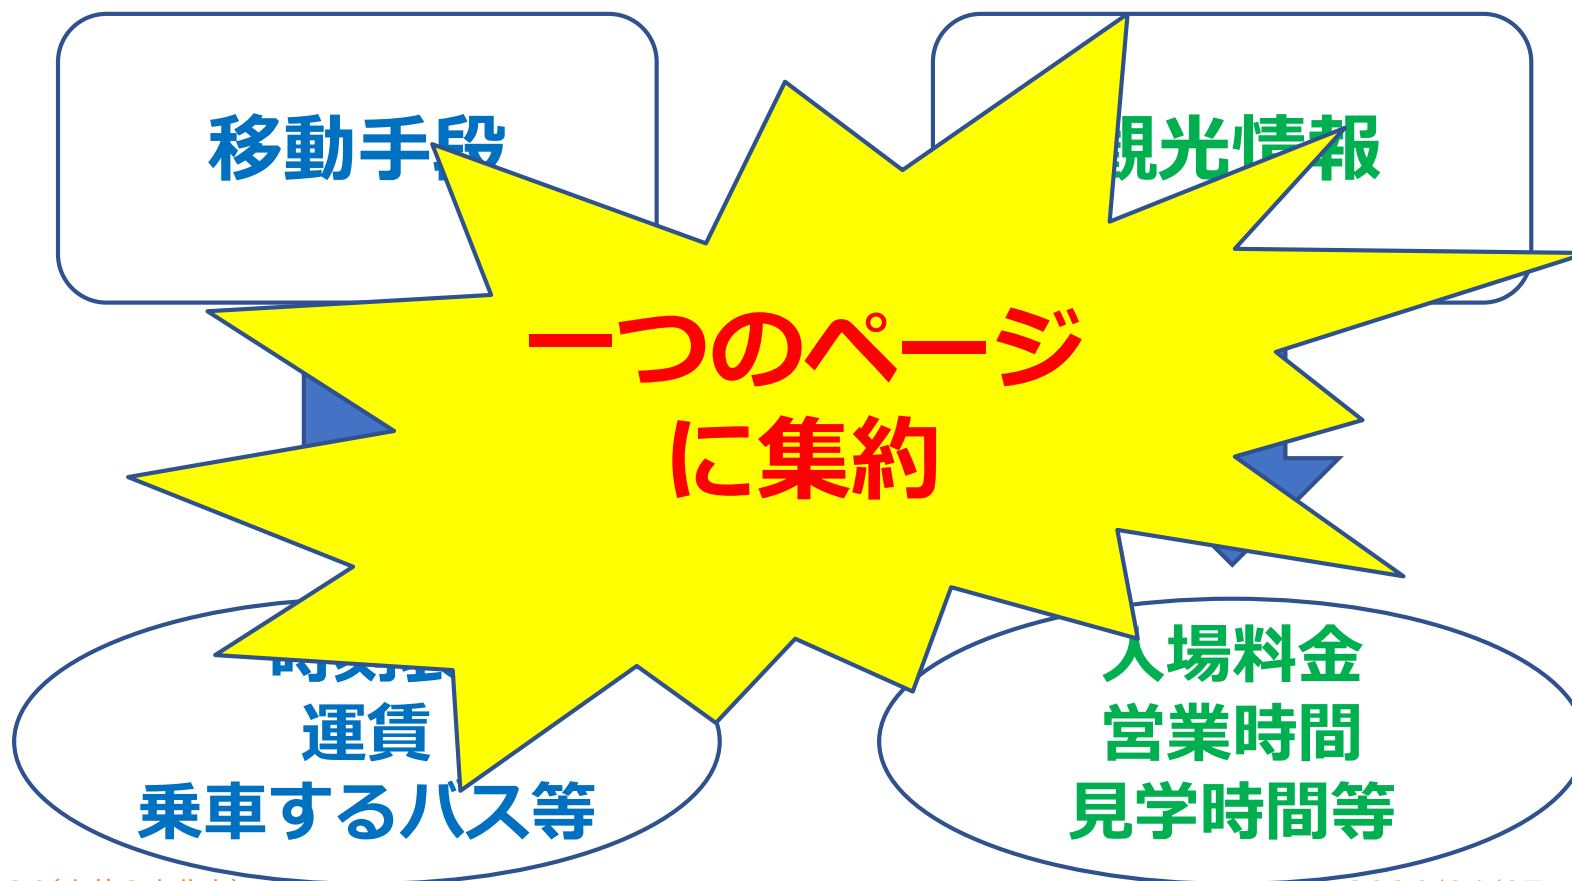 移動手段
観光情報
一つのページ
に集約
運賃
乗車するバス等
入場料金
営業時間
見学時間等